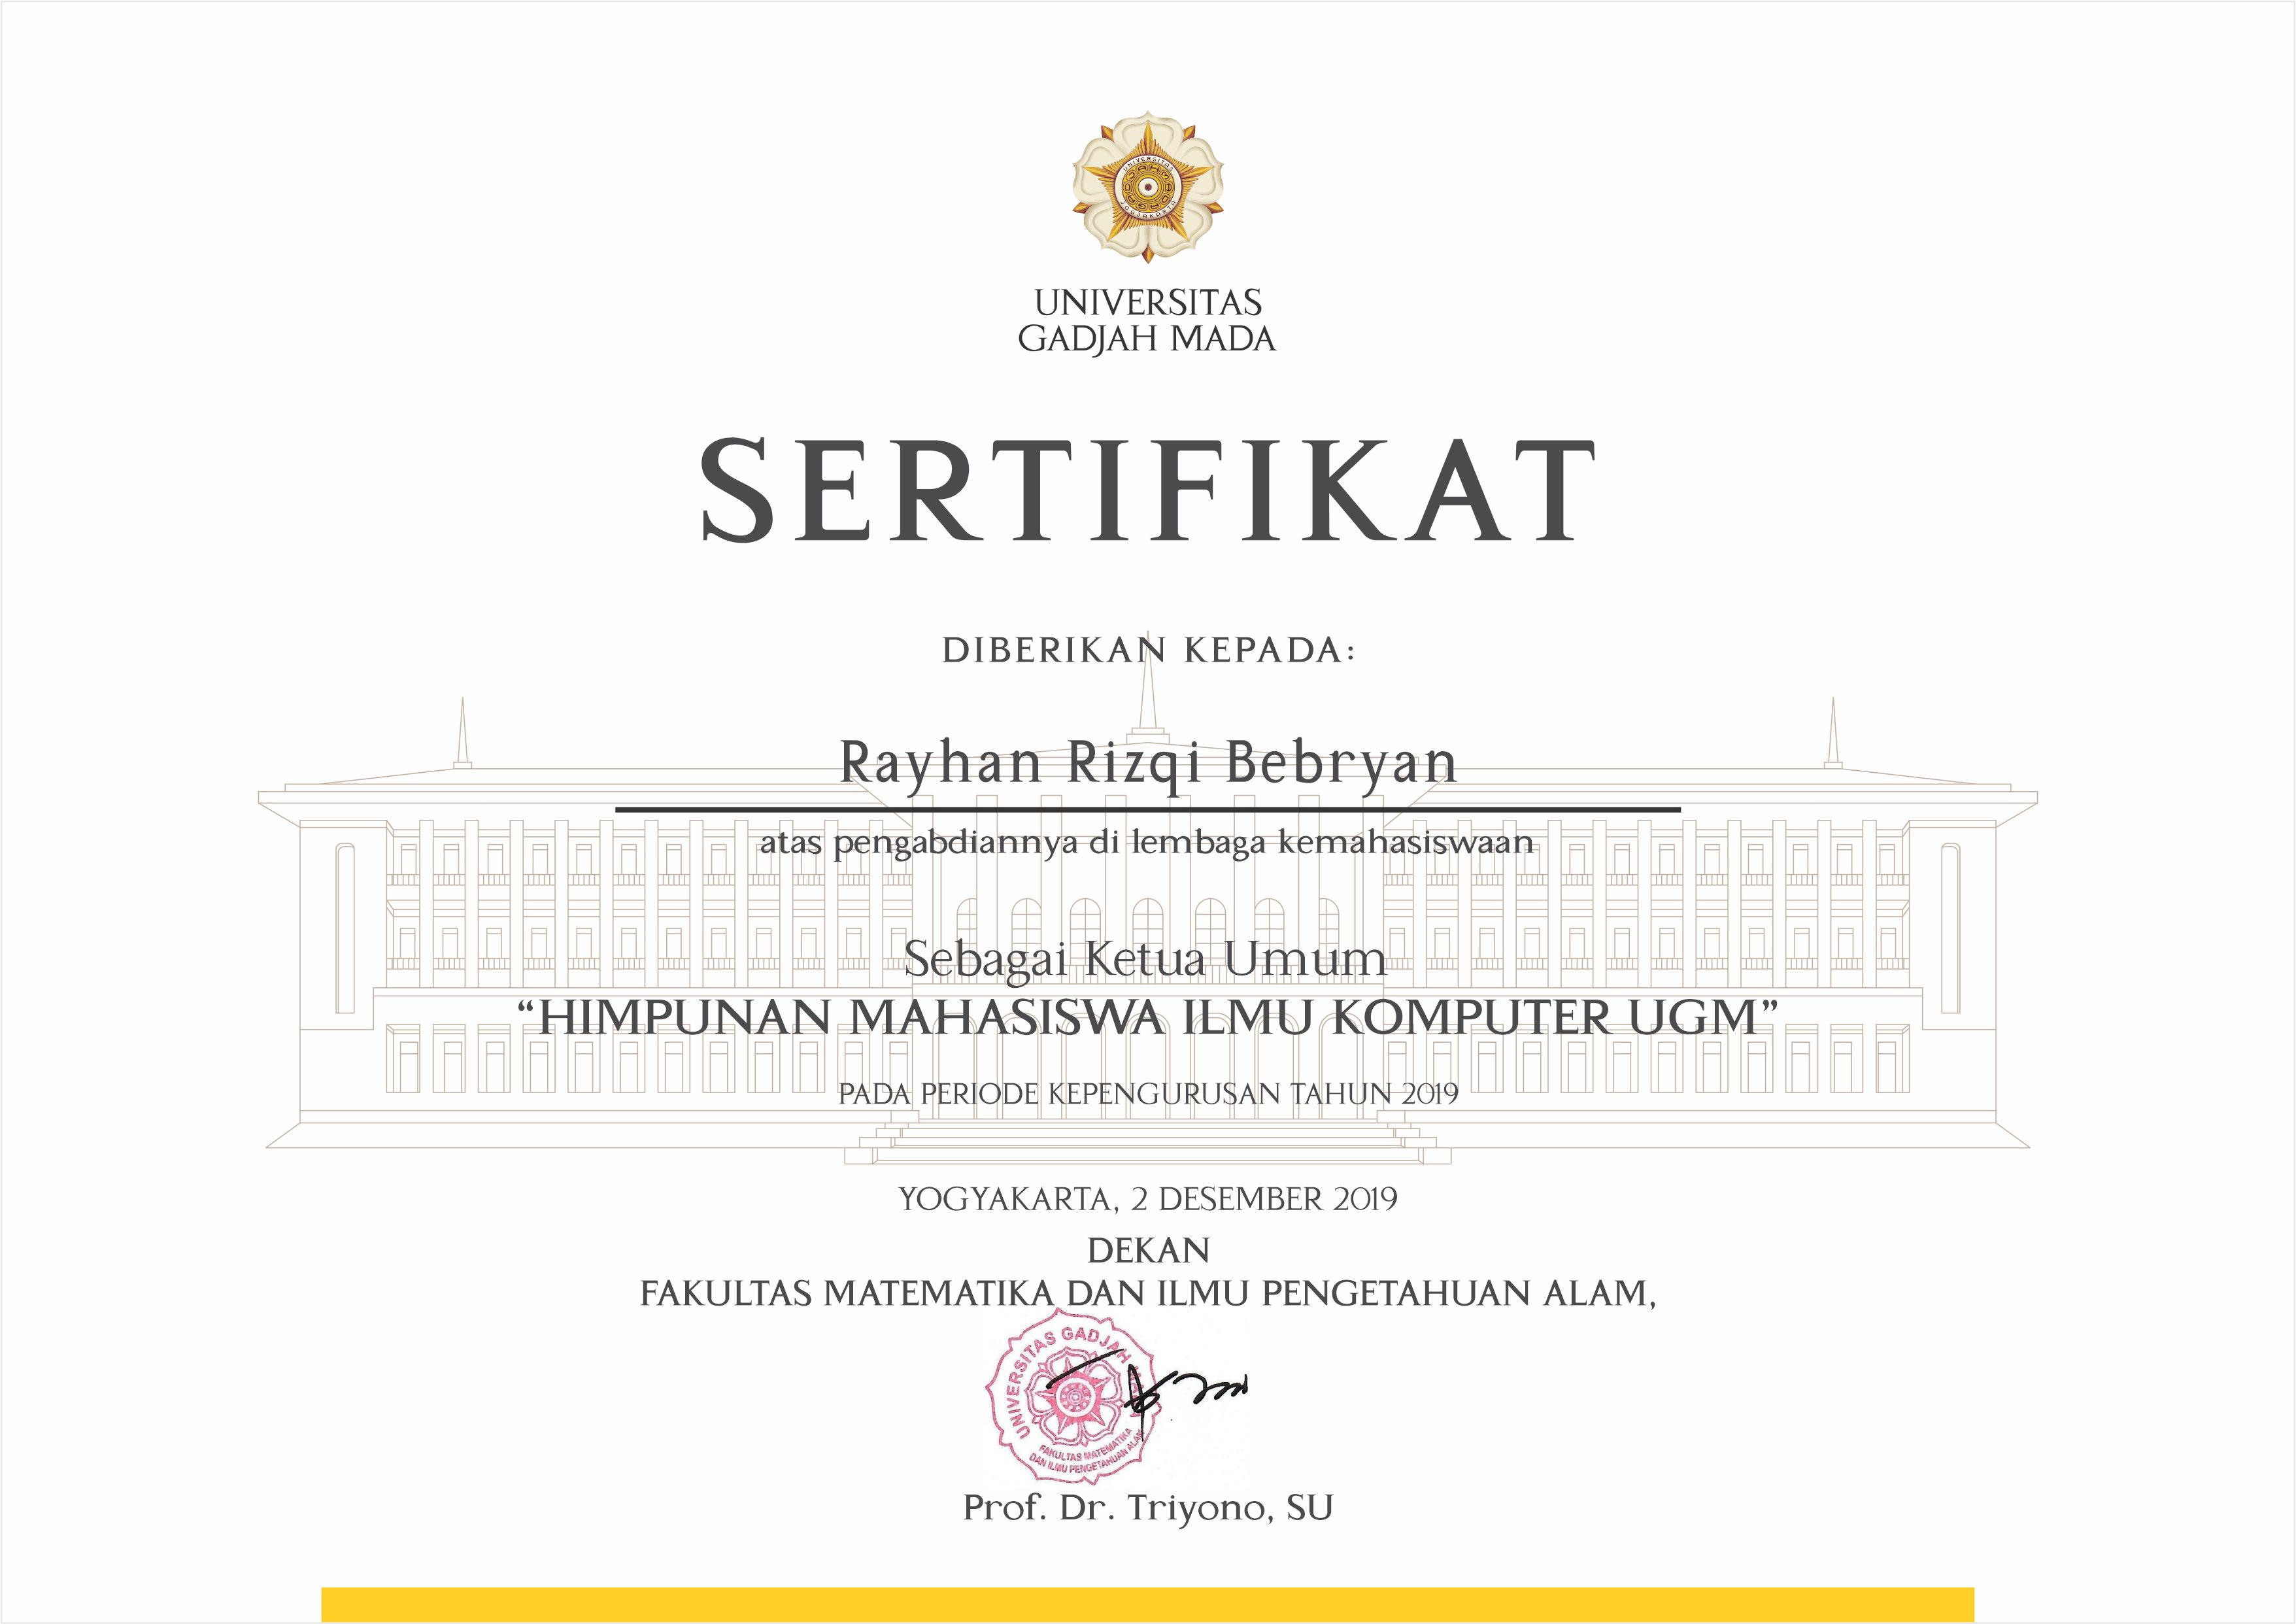 UNIVERSITAS
GADJAH MADA
SERTIFIKAT
DIBERIKAN KEPADA:
Rayhan Rizqi Bebryan
atas pengabdiannya di lembaga kemahasiswaan
Sebagai Ketua Umum
“HIMPUNAN MAHASISWA ILMU KOMPUTER UGM”
PADA PERIODE KEPENGURUSAN TAHUN 2019
YOGYAKARTA, 2 DESEMBER 2019
DEKAN
FAKULTAS MATEMATIKA DAN ILMU PENGETAHUAN ALAM,
UNIVERSITAS GADJAH MADA
FAKULTAS MATEMATIKA
DAN ILMU PENGETAHUAN ALAM
Prof. Dr. Triyono, SU